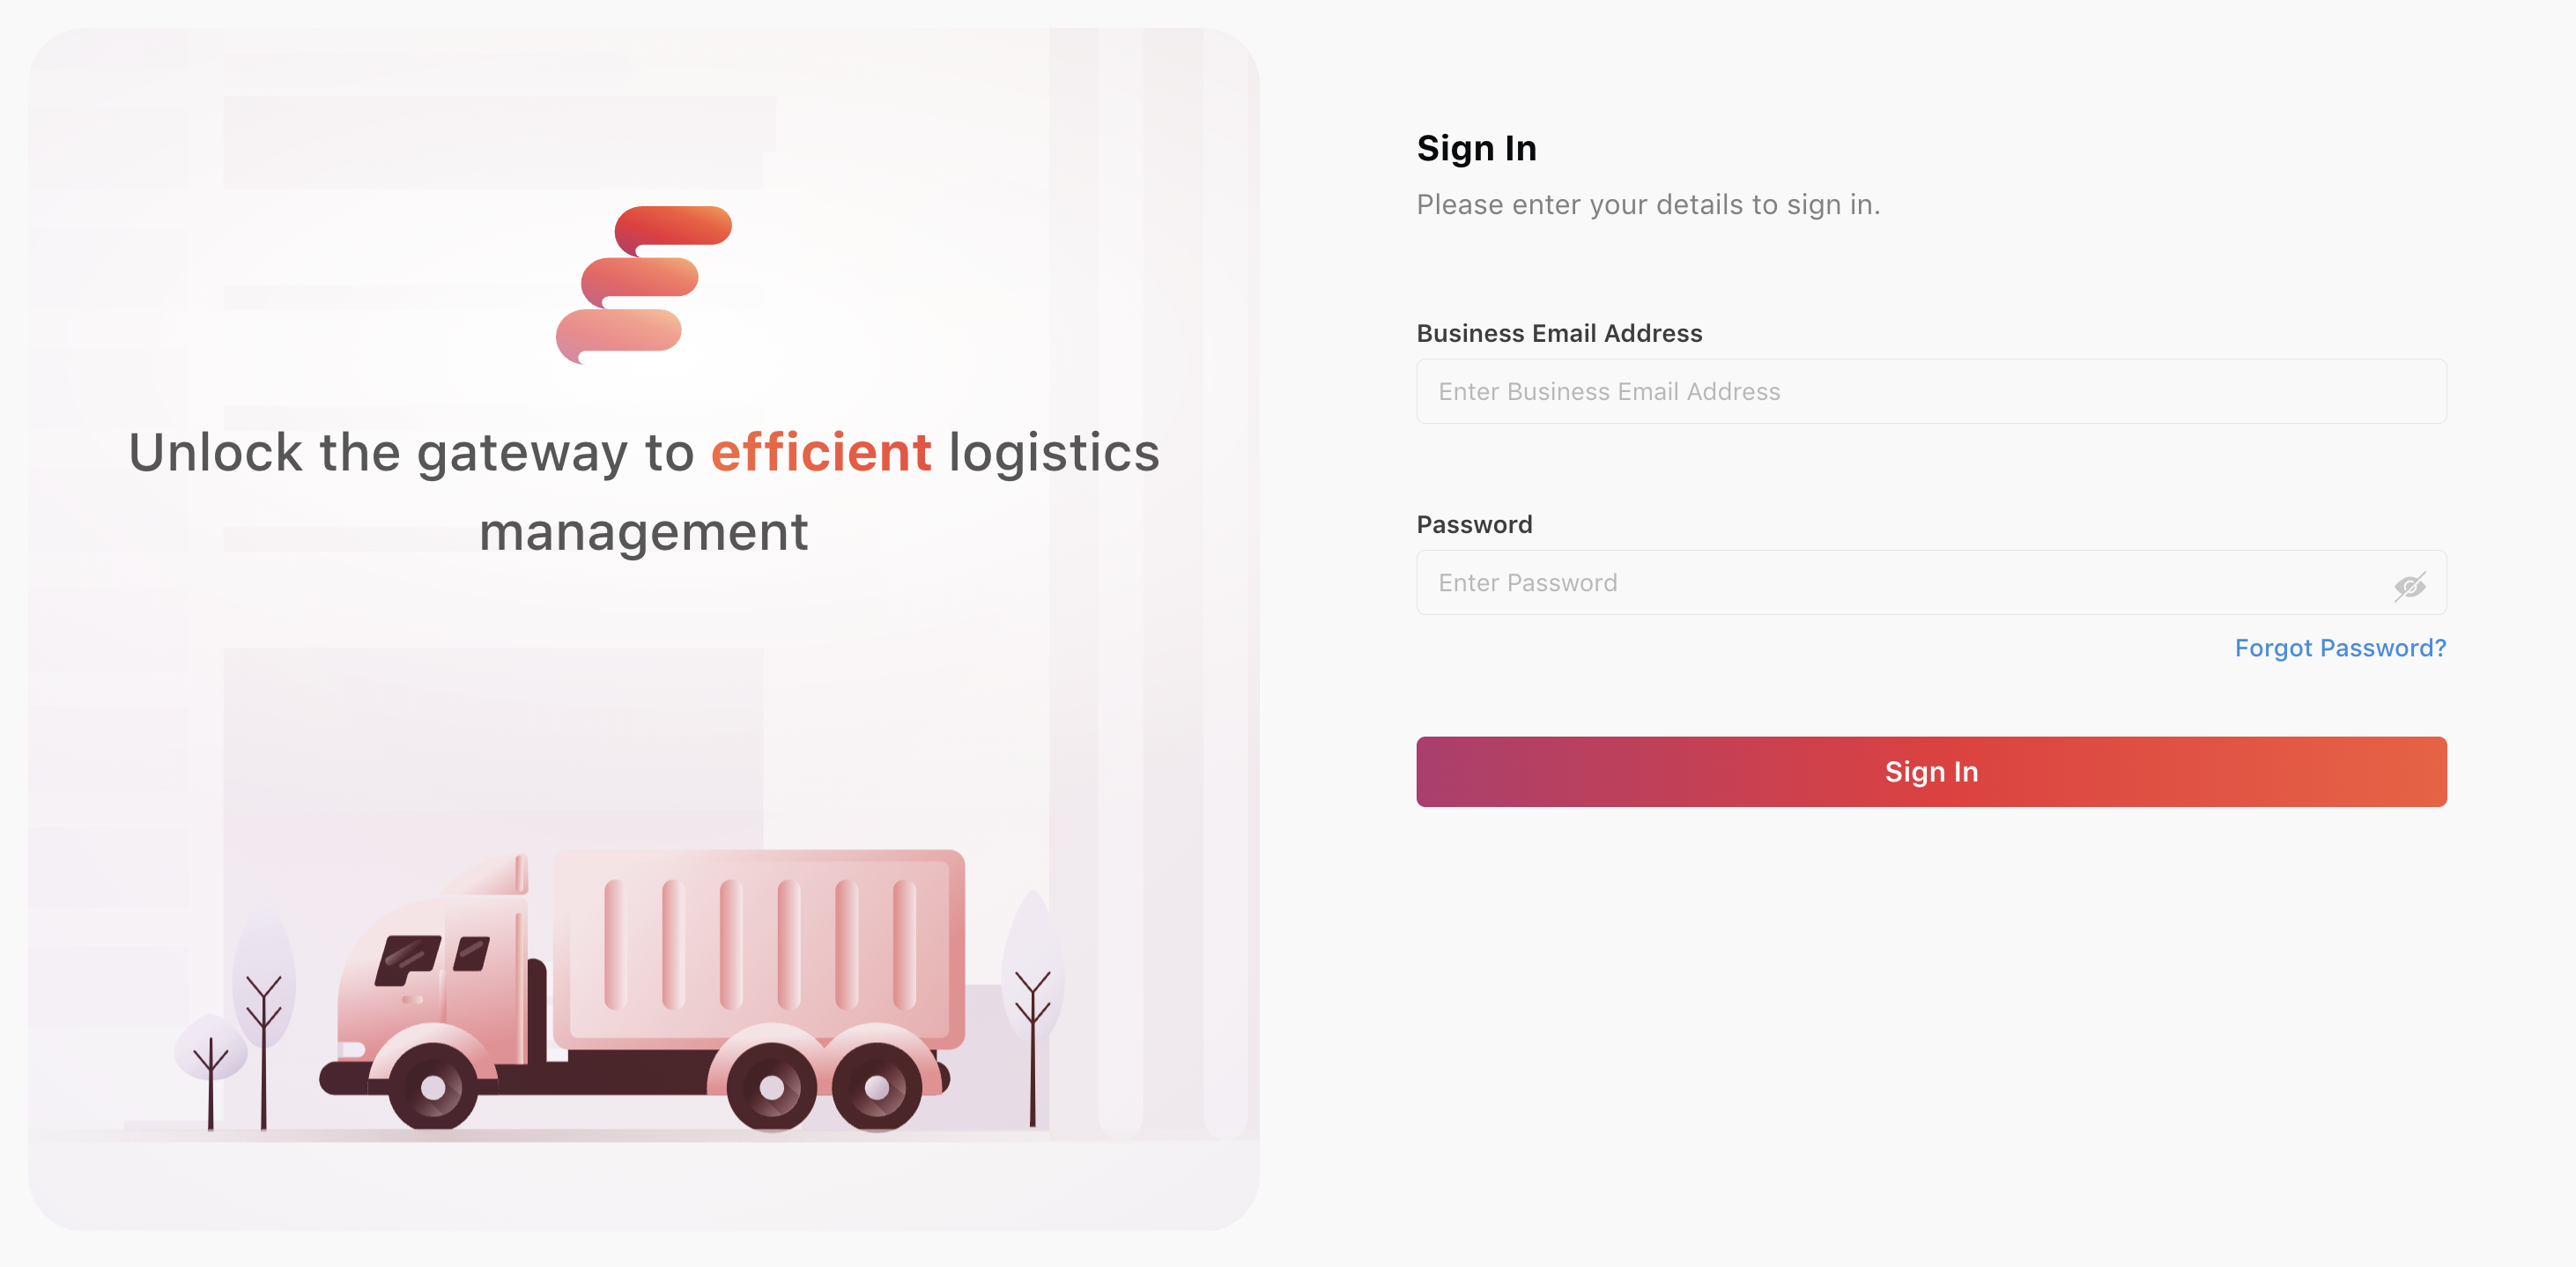 Unlock the gateway to efficient logistics
management
Sign In
Please enter your details to sign in.
Business Email Address
Enter Business Email Address
Password
Enter Password
Forgot Password?
Sign In